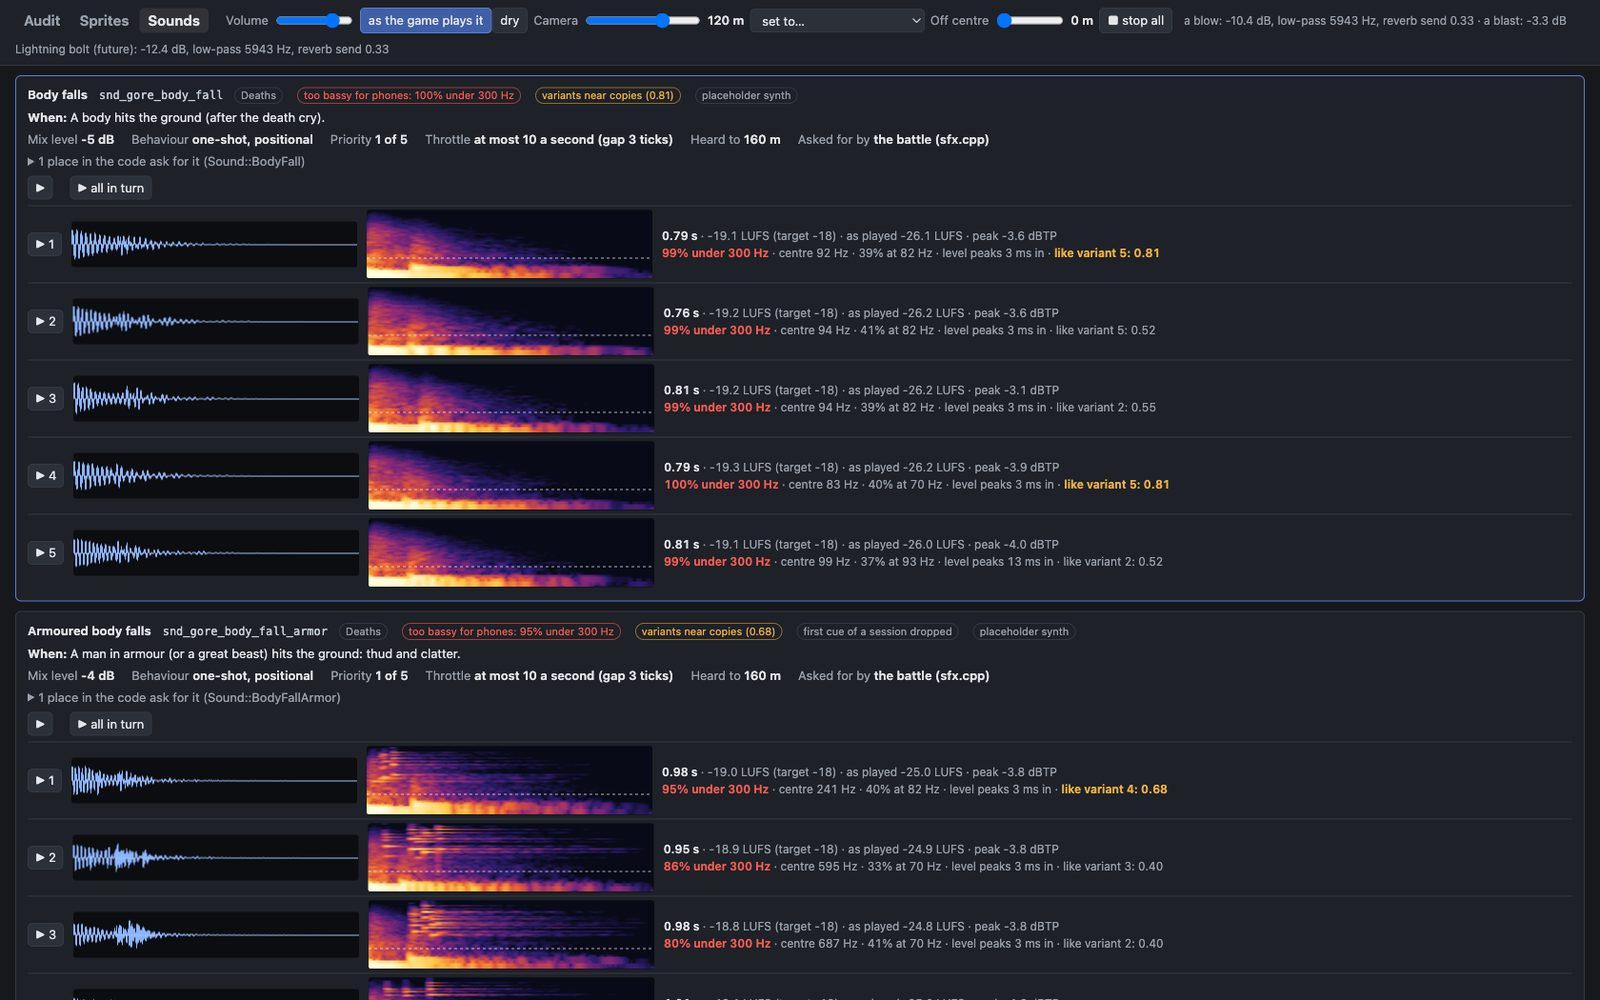 Audit Sprites Sounds Volume as the game plays it dry Camera 120 m set to... Off centre 0 m stop all a blow: -10.4 dB, low-pass 5943 Hz, reverb send 0.33 · a blast: -3.3 dB
Lightning bolt (future): -12.4 dB, low-pass 5943 Hz, reverb send 0.33
Body falls snd_gore_body_fall Deaths too bassy for phones: 100% under 300 Hz variants near copies (0.81) placeholder synth
When: A body hits the ground (after the death cry).
Mix level -5 dB Behaviour one-shot, positional Priority 1 of 5 Throttle at most 10 a second (gap 3 ticks) Heard to 160 m Asked for by the battle (sfx.cpp)
▶ 1 place in the code ask for it (Sound::BodyFall)
▶ ▶ all in turn
▶ 1
0.79 s · -19.1 LUFS (target -18) · as played -26.1 LUFS · peak -3.6 dBTP
99% under 300 Hz · centre 92 Hz · 39% at 82 Hz · level peaks 3 ms in · like variant 5: 0.81
▶ 2
0.76 s · -19.2 LUFS (target -18) · as played -26.2 LUFS · peak -3.6 dBTP
99% under 300 Hz · centre 94 Hz · 41% at 82 Hz · level peaks 3 ms in · like variant 5: 0.52
▶ 3
0.81 s · -19.2 LUFS (target -18) · as played -26.2 LUFS · peak -3.1 dBTP
99% under 300 Hz · centre 94 Hz · 39% at 82 Hz · level peaks 3 ms in · like variant 2: 0.55
▶ 4
0.79 s · -19.3 LUFS (target -18) · as played -26.2 LUFS · peak -3.9 dBTP
100% under 300 Hz · centre 83 Hz · 40% at 70 Hz · level peaks 3 ms in · like variant 5: 0.81
▶ 5
0.81 s · -19.1 LUFS (target -18) · as played -26.0 LUFS · peak -4.0 dBTP
99% under 300 Hz · centre 99 Hz · 37% at 93 Hz · level peaks 13 ms in · like variant 2: 0.52
Armoured body falls snd_gore_body_fall_armor Deaths too bassy for phones: 95% under 300 Hz variants near copies (0.68) first cue of a session dropped placeholder synth
When: A man in armour (or a great beast) hits the ground: thud and clatter.
Mix level -4 dB Behaviour one-shot, positional Priority 1 of 5 Throttle at most 10 a second (gap 3 ticks) Heard to 160 m Asked for by the battle (sfx.cpp)
▶ 1 place in the code ask for it (Sound::BodyFallArmor)
▶ ▶ all in turn
▶ 1
0.98 s · -19.0 LUFS (target -18) · as played -25.0 LUFS · peak -3.8 dBTP
95% under 300 Hz · centre 241 Hz · 40% at 82 Hz · level peaks 3 ms in · like variant 4: 0.68
▶ 2
0.95 s · -18.9 LUFS (target -18) · as played -24.9 LUFS · peak -3.8 dBTP
86% under 300 Hz · centre 595 Hz · 33% at 70 Hz · level peaks 3 ms in · like variant 3: 0.40
▶ 3
0.98 s · -18.8 LUFS (target -18) · as played -24.8 LUFS · peak -3.8 dBTP
80% under 300 Hz · centre 687 Hz · 41% at 70 Hz · level peaks 3 ms in · like variant 2: 0.40